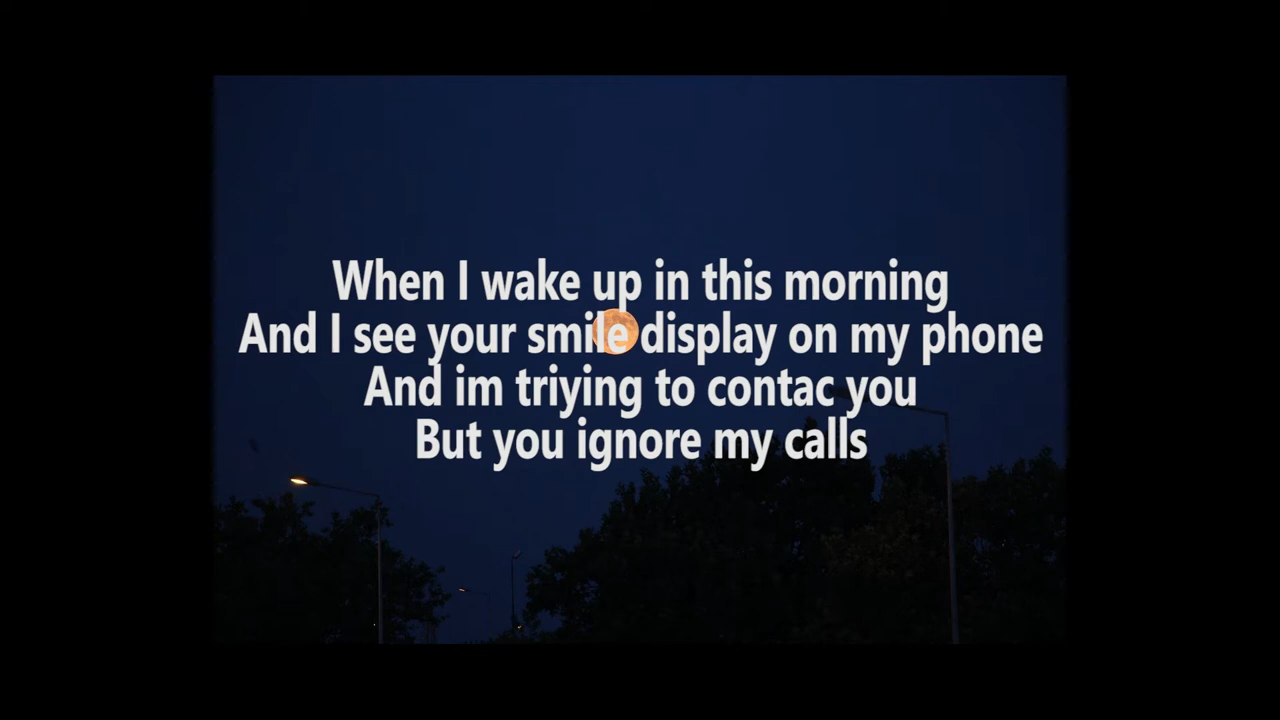 When I wake up in this morning
And I see your smile display on my phone
And im triying to contac you
But you ignore my calls